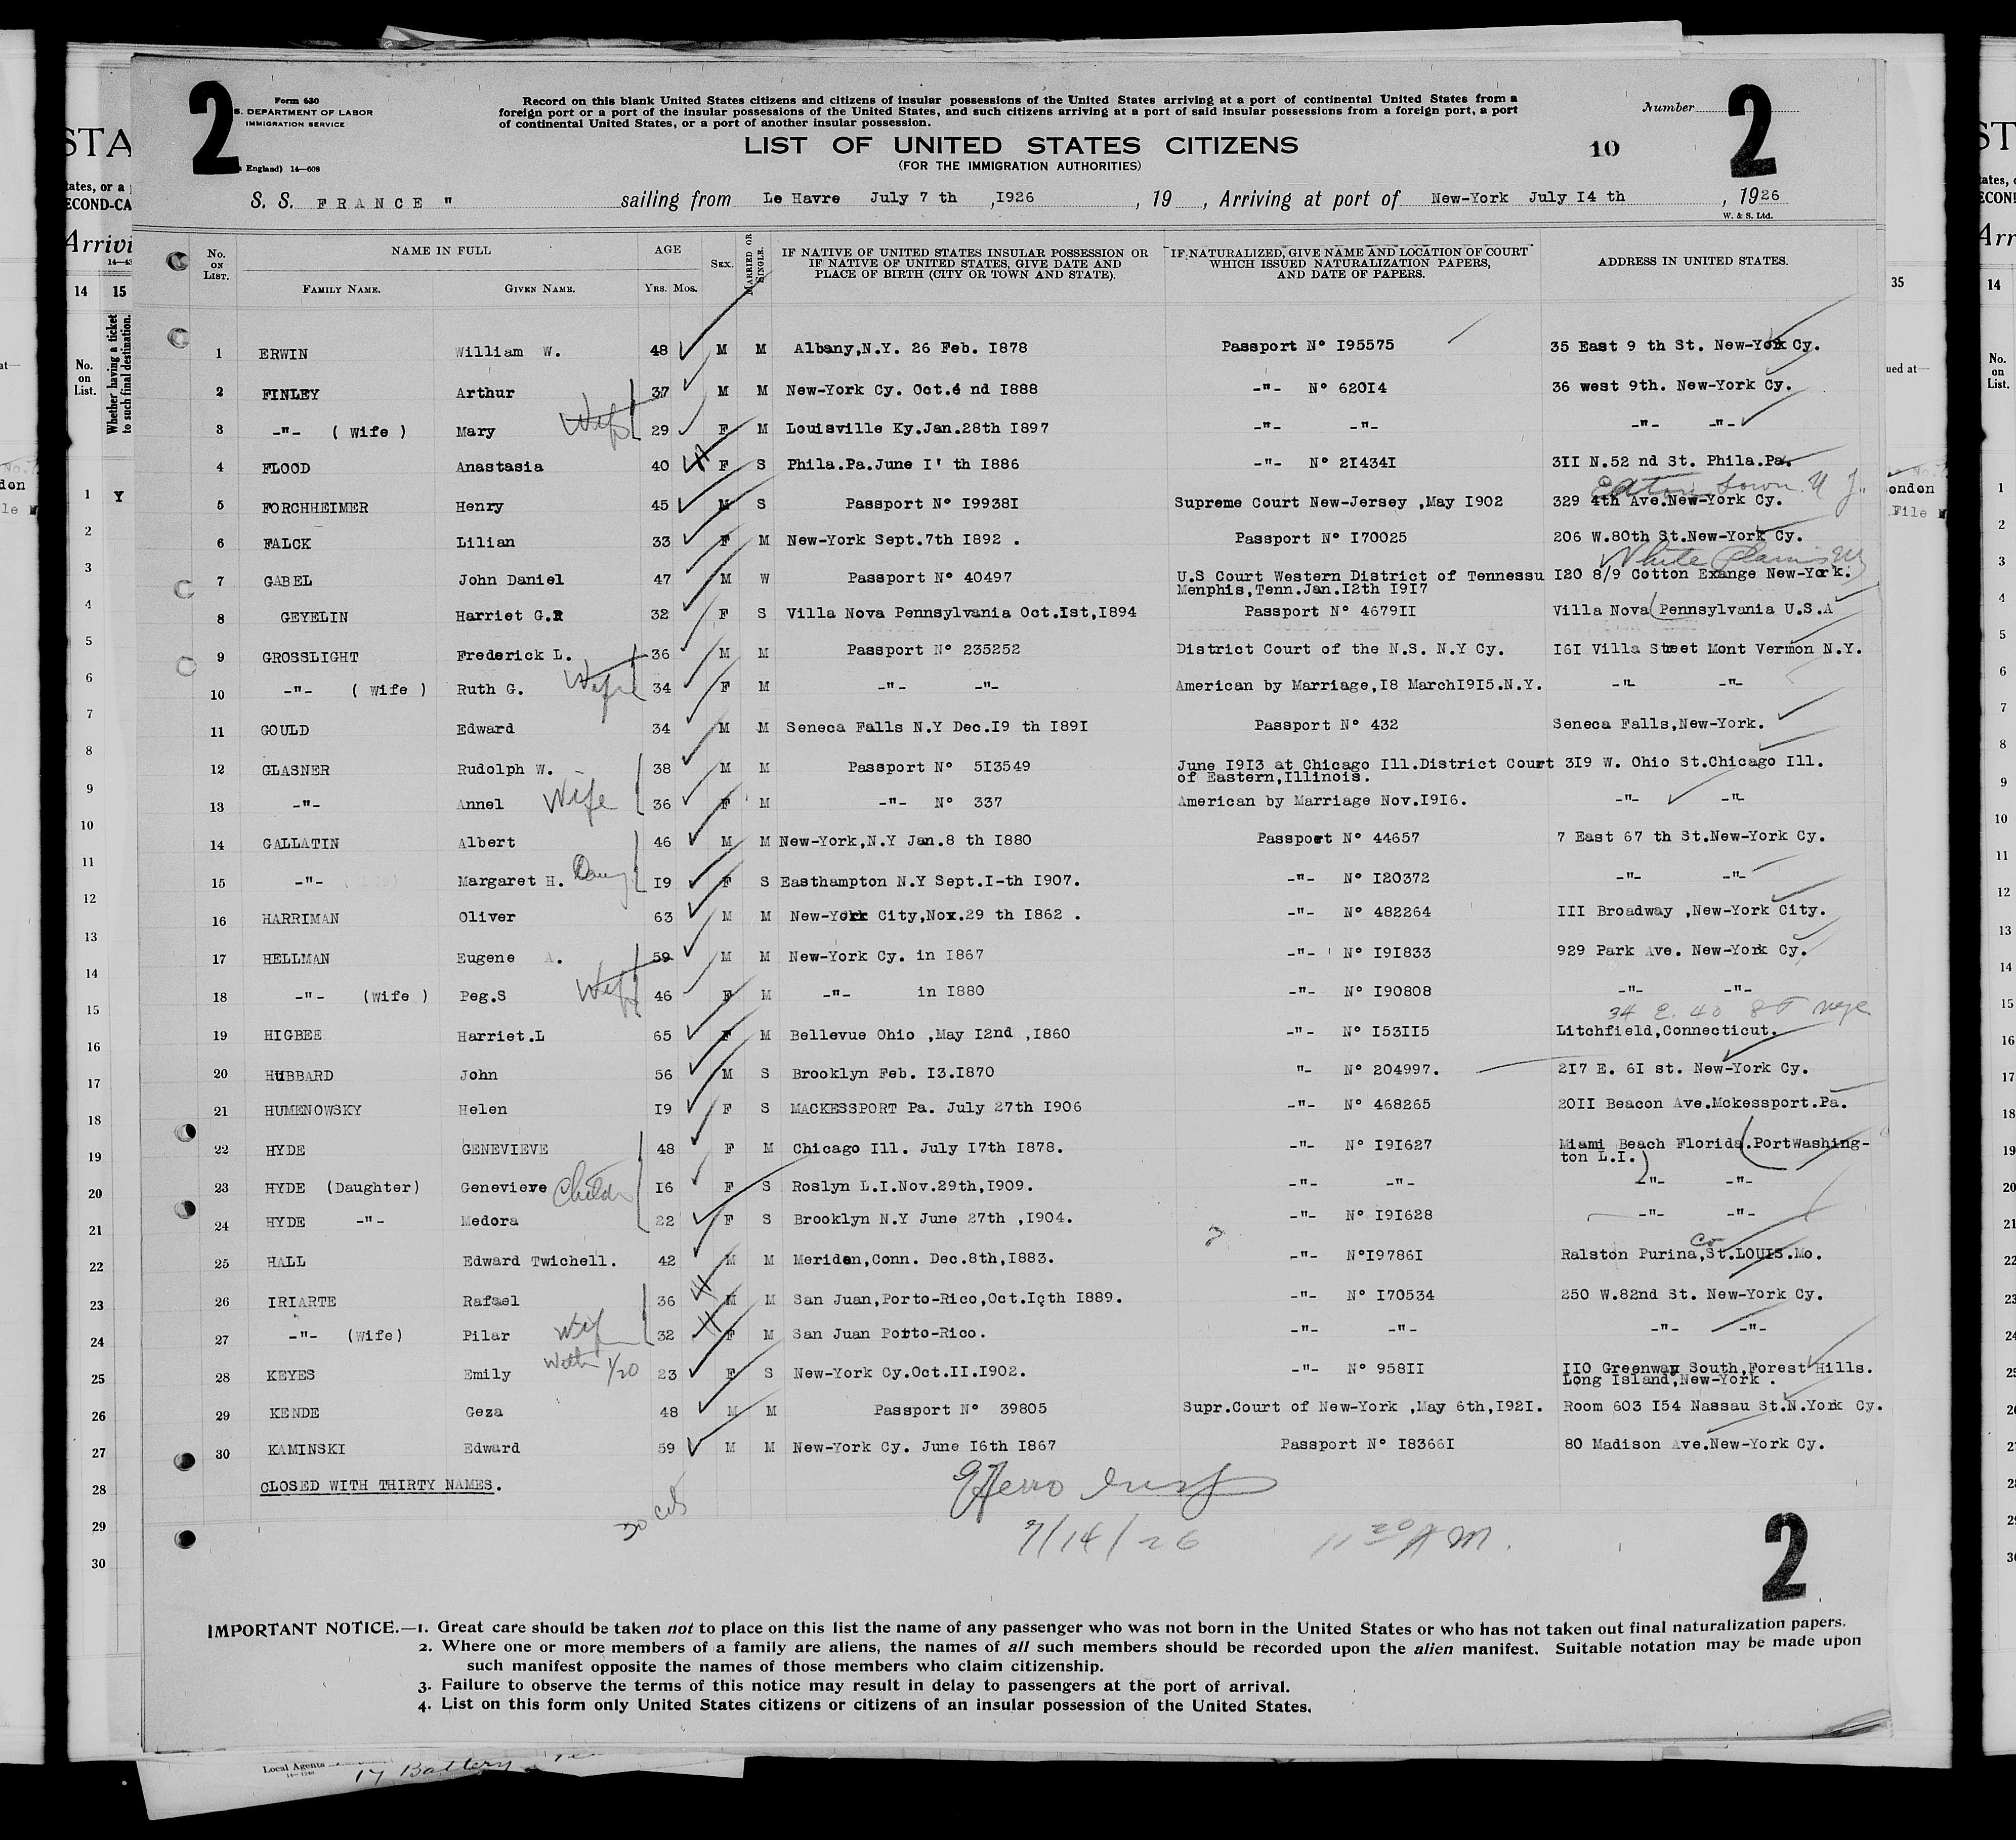 2
Form 630
S. DEPARTMENT OF LABOR
IMMIGRATION SERVICE
England) 14—608
Record on this blank United States citizens and citizens of insular possessions of the United States arriving at a port of continental United States from a
foreign port or a port of the insular possessions of the United States, and such citizens arriving at a port of said insular possessions from a foreign port, a port
of continental United States, or a port of another insular possession.
Number
2
LIST OF UNITED STATES CITIZENS
(FOR THE IMMIGRATION AUTHORITIES)
10
S. S. FRANCE " sailing from Le Havre July 7 th ,1926 , 19 , Arriving at port of New-York July I4 th , 1926
W. & S. Ltd.
No. ON LIST. NAME IN FULL FAMILY NAME. GIVEN NAME. AGE YRS. MOS. SEX. MARRIED OR SINGLE. IF NATIVE OF UNITED STATES INSULAR POSSESSION OR IF NATIVE OF UNITED STATES, GIVE DATE AND PLACE OF BIRTH (CITY OR TOWN AND STATE). IF NATURALIZED, GIVE NAME AND LOCATION OF COURT WHICH ISSUED NATURALIZATION PAPERS, AND DATE OF PAPERS. ADDRESS IN UNITED STATES.
1 ERWIN William W. 48 M M Albany,N.Y. 26 Feb. I878 Passport N° I95575 35 East 9 th St. New-York Cy.
2 FINLEY Arthur 37 M M New-York Cy. Oct. nd I888 -"- N° 620I4 36 west 9th. New-York Cy.
3 -"- ( Wife ) Mary Wife 29 F M Louisville Ky.Jan.28th I897 -"- -"- -"- -"-
4 FLOOD Anastasia 40 F S Phila.Pa.June I' th I886 -"- N° 2I434I 3II N.52 nd St. Phila.Pa.
Eatontown N J.
5 FORCHHEIMER Henry 45 M S Passport N° I9938I Supreme Court New-Jersey ,May I902 329 4th Ave.New-York Cy.
6 FALCK Lilian 33 F M New-York Sept.7th I892 . Passport N° I70025 206 W.80th St.New-York Cy.
White Plains NY
7 GABEL John Daniel 47 M W Passport N° 40497 U.S Court Western District of Tennessu I20 8/9 Cotton Exange New-York.
Menphis,Tenn.Jan.I2th I9I7
8 GEYELIN Harriet G.R 32 F S Villa Nova Pennsylvania Oct.Ist,I894 Passport N° 4679II Villa Nova(Pennsylvania U.S.A
9 GROSSLIGHT Frederick L. 36 M M Passport N° 235252 District Court of the N.S. N.Y Cy. I6I Villa Street Mont Vermon N.Y.
10 -"- ( Wife ) Ruth G. Wife 34 F M -"- -"- American by Marriage,I8 MarchI9I5.N.Y. -"- -"-
11 GOULD Edward 34 M M Seneca Falls N.Y Dec.I9 th I89I Passport N° 432 Seneca Falls,New-York.
12 GLASNER Rudolph W. 38 M M Passport N° 5I3549 June I9I3 at Chicago Ill.District Court 3I9 W. Ohio St.Chicago Ill.
of Eastern,Illinois.
13 -"- Annel Wife 36 F M -"- N° 337 American by Marriage Nov.I9I6. -"- -"-
14 GALLATIN Albert 46 M M New-York,N.Y Jan.8 th I880 Passport N° 44657 7 East 67 th St.New-York Cy.
15 -"- Margaret H. Daug I9 F S Easthampton N.Y Sept.I-th I907. -"- N° I20372 -"- -"-
16 HARRIMAN Oliver 63 M M New-York City,Nox.29 th I862 . -"- N° 482264 III Broadway ,New-York City.
17 HELLMAN Eugene A. 59 M M New-York Cy. in I867 -"- N° I9I833 929 Park Ave. New-York Cy.
18 -"- (Wife ) Peg.S Wife 46 F M -"- in I880 -"- N° I90808 -"- -"-
34 E. 40 ST nyc
19 HIGBEE Harriet.L 65 F M Bellevue Ohio ,May I2nd ,I860 -"- N° I53II5 Litchfield,Connecticut.
20 HUBBARD John 56 M S Brooklyn Feb. I3.I870 "- N° 204997. 2I7 E. 6I st. New-York Cy.
21 HUMENOWSKY Helen I9 F S MACKESSPORT Pa. July 27th I906 -"- N° 468265 20II Beacon Ave.Mckessport.Pa.
22 HYDE GENEVIEVE 48 F M Chicago Ill. July I7th I878. -"- N° I9I627 Miami Beach Florida.(PortWashing-
ton L.I.)
23 HYDE (Daughter) Genevieve Childn I6 F S Roslyn L.I.Nov.29th,I909. -"- -"- -"- -"-
24 HYDE -"- Medora 22 F S Brooklyn N.Y June 27th ,I904. -"- N° I9I628 -"- -"-
25 HALL Edward Twichell. 42 M M Meriden,Conn. Dec.8th,I883. -"- N°I9786I Ralston Purina,Co St.LOUIS.Mo.
26 IRIARTE Rafael 36 M M San Juan,Porto-Rico,Oct.Içth I889. -"- N° I70534 250 W.82nd St. New-York Cy.
27 -"- (Wife) Pilar Wife 32 F M San Juan Porto-Rico. -"- -"- -"- -"-
28 KEYES Emily With 1/20 23 F S New-York Cy.Oct.II.I902. -"- N° 958II II0 Greenway South,Forest Hills.
Long Island,New-York .
29 KENDE Geza 48 M M Passport N° 39805 Supr.Court of New-York ,May 6th,I92I. Room 603 I54 Nassau St.N.York Cy.
30 KAMINSKI Edward 59 M M New-York Cy. June I6th I867 Passport N° I8366I 80 Madison Ave.New-York Cy.
CLOSED WITH THIRTY NAMES.
7/14/26 11 20 A M.
2
IMPORTANT NOTICE.—1. Great care should be taken not to place on this list the name of any passenger who was not born in the United States or who has not taken out final naturalization papers.
2. Where one or more members of a family are aliens, the names of all such members should be recorded upon the alien manifest. Suitable notation may be made upon
such manifest opposite the names of those members who claim citizenship.
3. Failure to observe the terms of this notice may result in delay to passengers at the port of arrival.
4. List on this form only United States citizens or citizens of an insular possession of the United States.
Local Agents
17 Battery